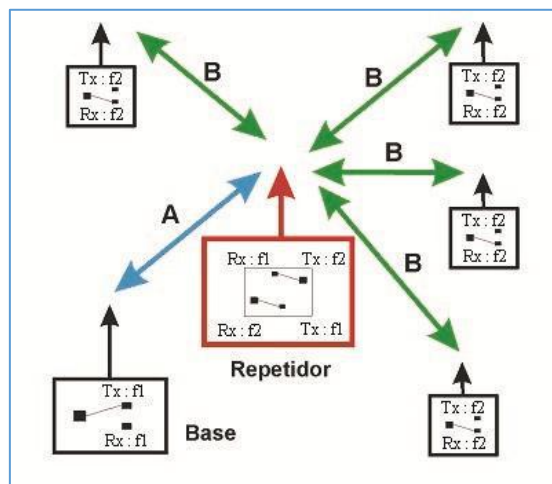 Tx : f2
Rx : f2
B
B
Tx : f2
Rx : f2
A
B
Tx : f2
Rx : f2
Rx : f1 Tx : f2
Rx : f2 Tx : f1
B
Repetidor
Tx : f1
Rx : f1
Base
Tx : f2
Rx : f2